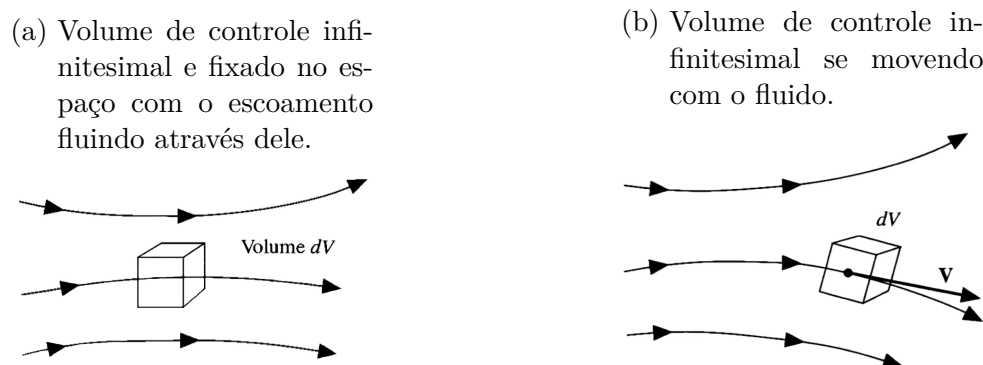 (a) Volume de controle infi-
nitesimal e fixado no es-
paço com o escoamento
fluindo através dele.
Volume dV
(b) Volume de controle in-
finitesimal se movendo
com o fluido.
dV
V